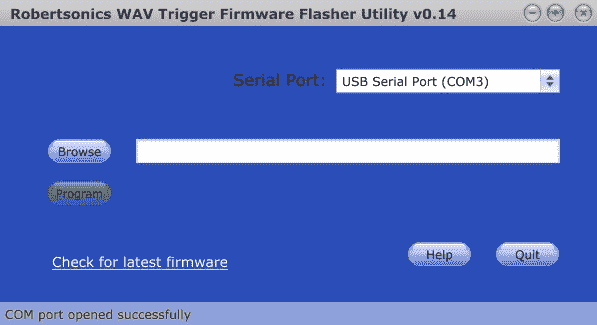 Robertsonics WAV Trigger Firmware Flasher Utility v0.14
Serial Port: USB Serial Port (COM3)
Browse
Program
Check for latest firmware
Help
Quit
COM port opened successfully